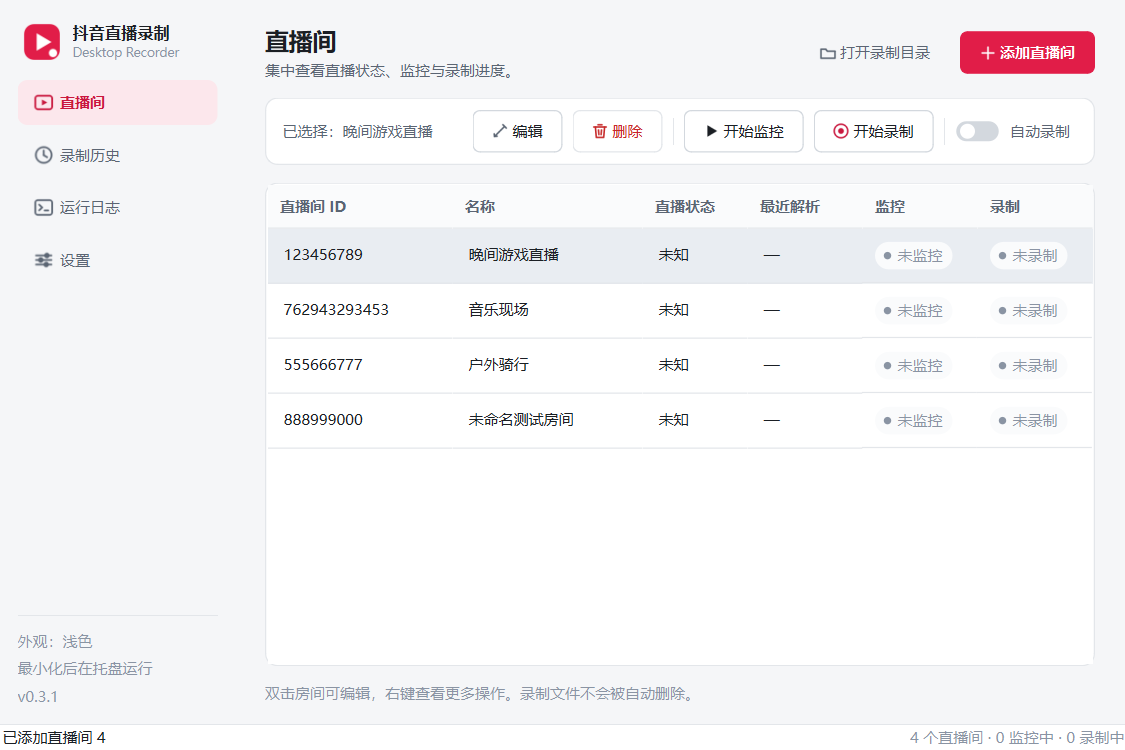 抖音直播录制
Desktop Recorder
直播间
录制历史
运行日志
设置
外观：浅色
最小化后在托盘运行
v0.3.1
直播间
集中查看直播状态、监控与录制进度。
打开录制目录
添加直播间
已选择：晚间游戏直播 编辑 删除 开始监控 开始录制 自动录制
直播间 ID 名称 直播状态 最近解析 监控 录制
123456789 晚间游戏直播 未知 — 未监控 未录制
762943293453 音乐现场 未知 — 未监控 未录制
555666777 户外骑行 未知 — 未监控 未录制
888999000 未命名测试房间 未知 — 未监控 未录制
双击房间可编辑，右键查看更多操作。录制文件不会被自动删除。
已添加直播间 4
4 个直播间 · 0 监控中 · 0 录制中